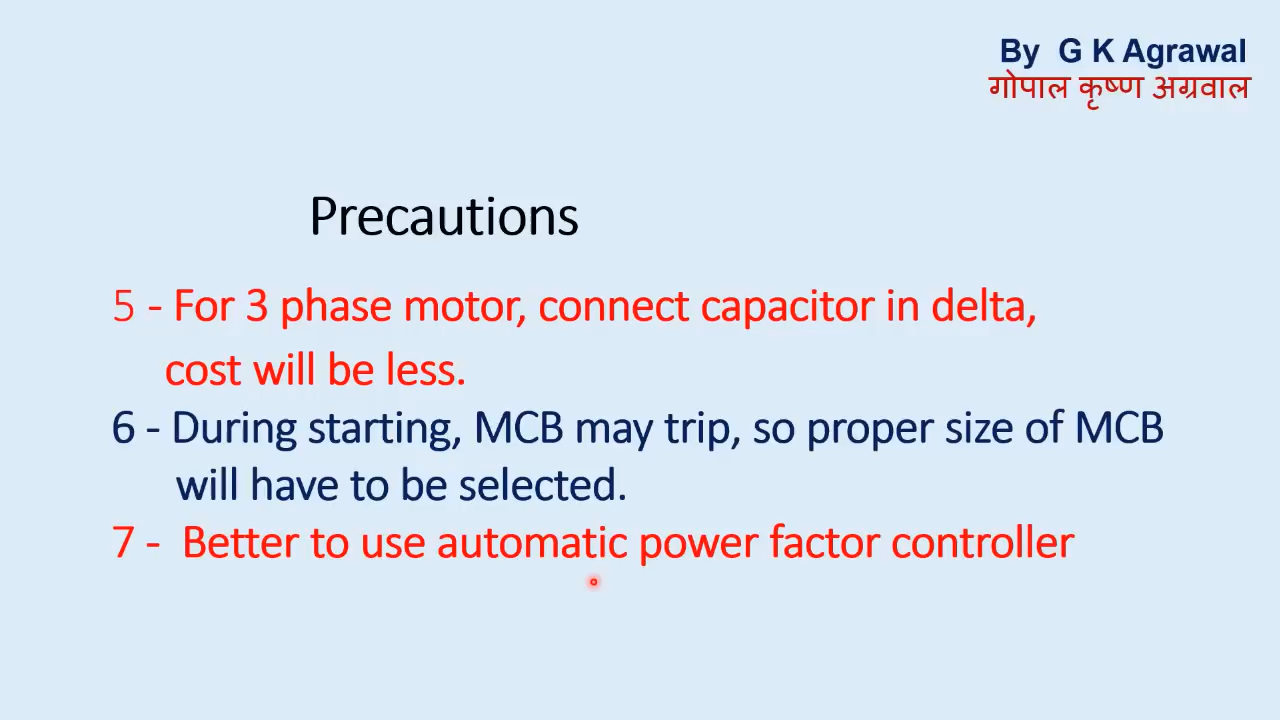 By G K Agrawal
गोपाल कृष्ण अग्रवाल
Precautions
5 - For 3 phase motor, connect capacitor in delta,
cost will be less.
6 - During starting, MCB may trip, so proper size of MCB
will have to be selected.
7 - Better to use automatic power factor controller